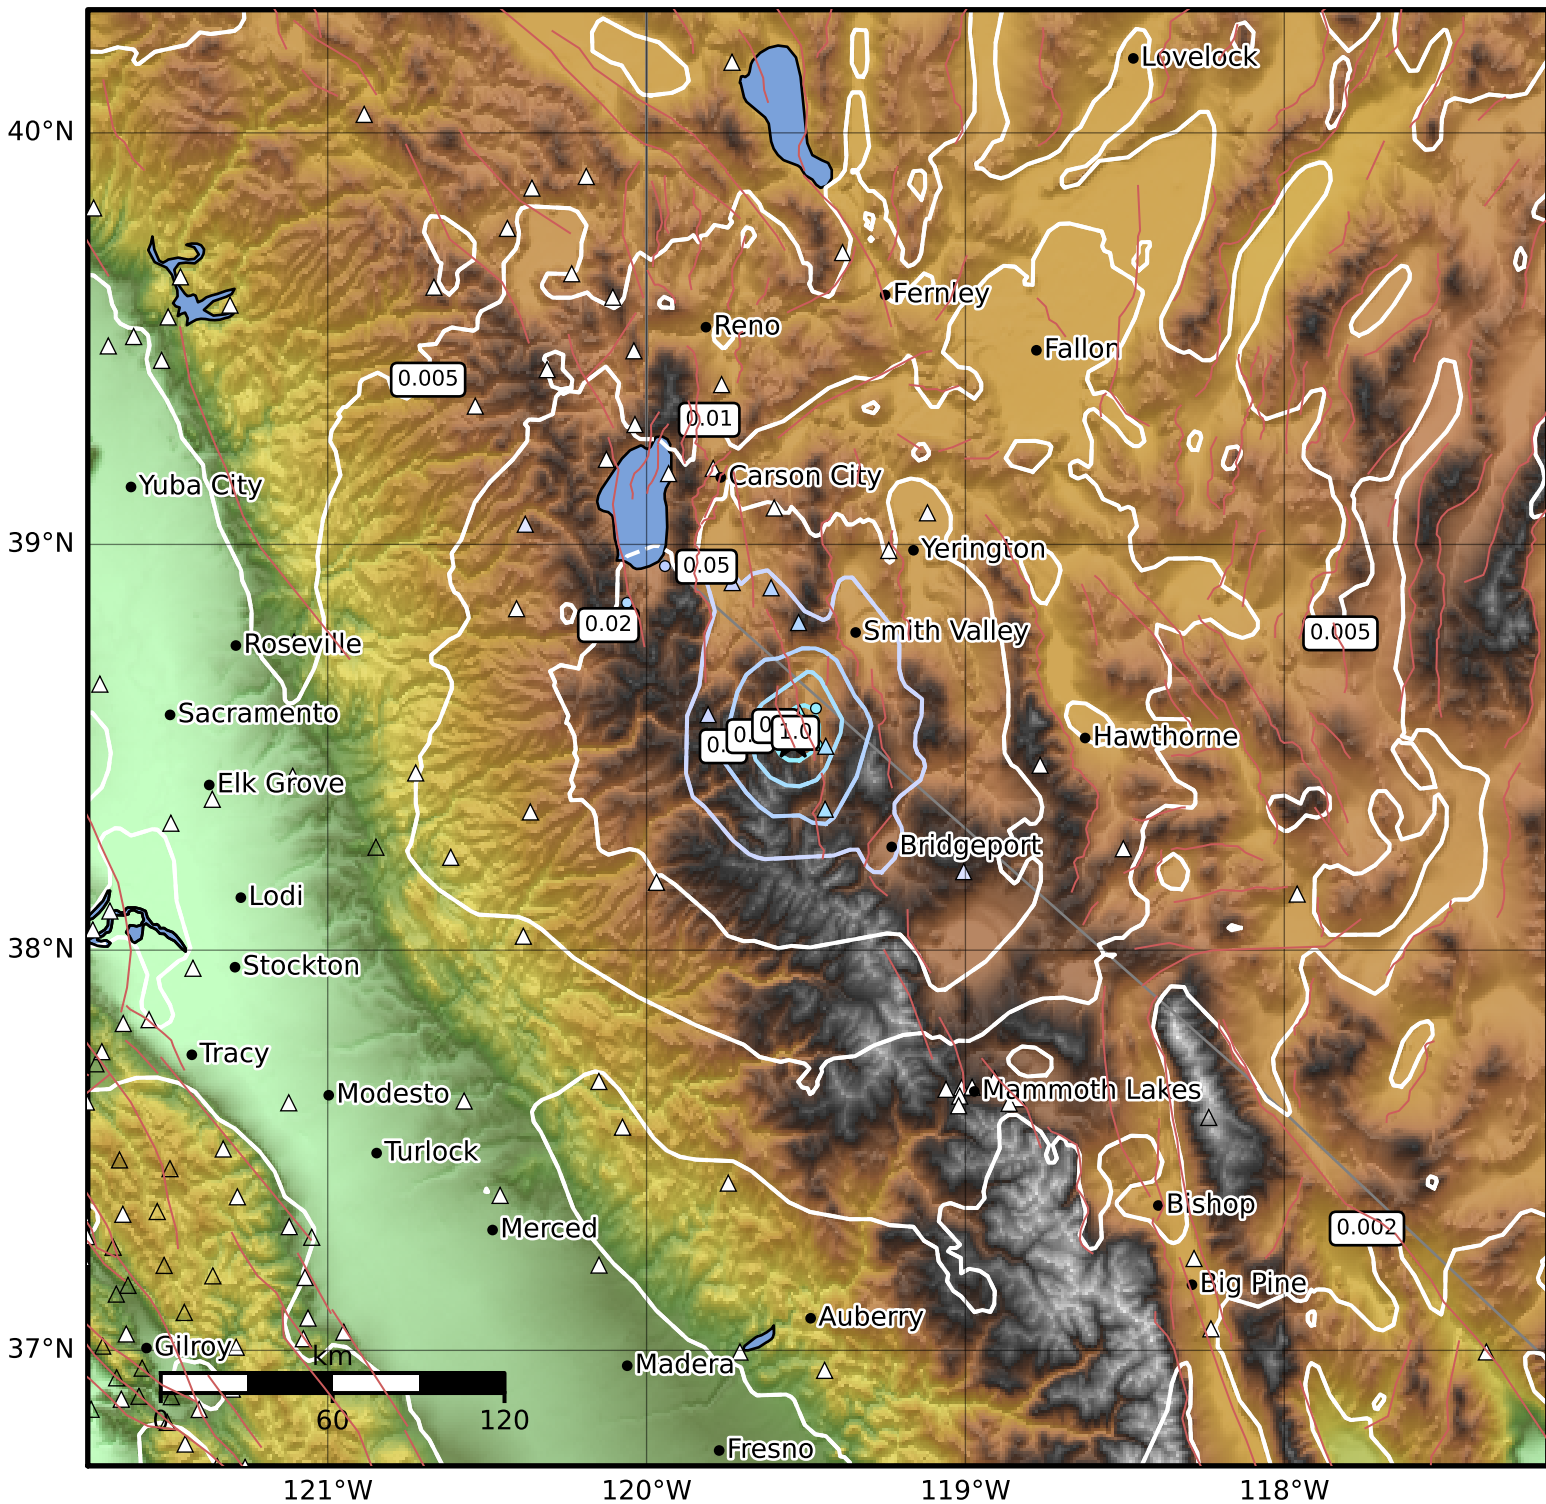 Lovelock
40°N
Fernley
Reno
Fallon
0.005
0.01
Carson City
Yuba City
39°N
Yerington
0.05
0.02
Smith Valley
0.005
Roseville
Sacramento
1.0
Hawthorne
Elk Grove
Bridgeport
Lodi
38°N
Stockton
Tracy
Mammoth Lakes
Modesto
Turlock
Bishop
Merced
0.002
Big Pine
Auberry
37°N
Gilroy
km
Madera
0
60
120
Fresno
121°W
120°W
119°W
118°W